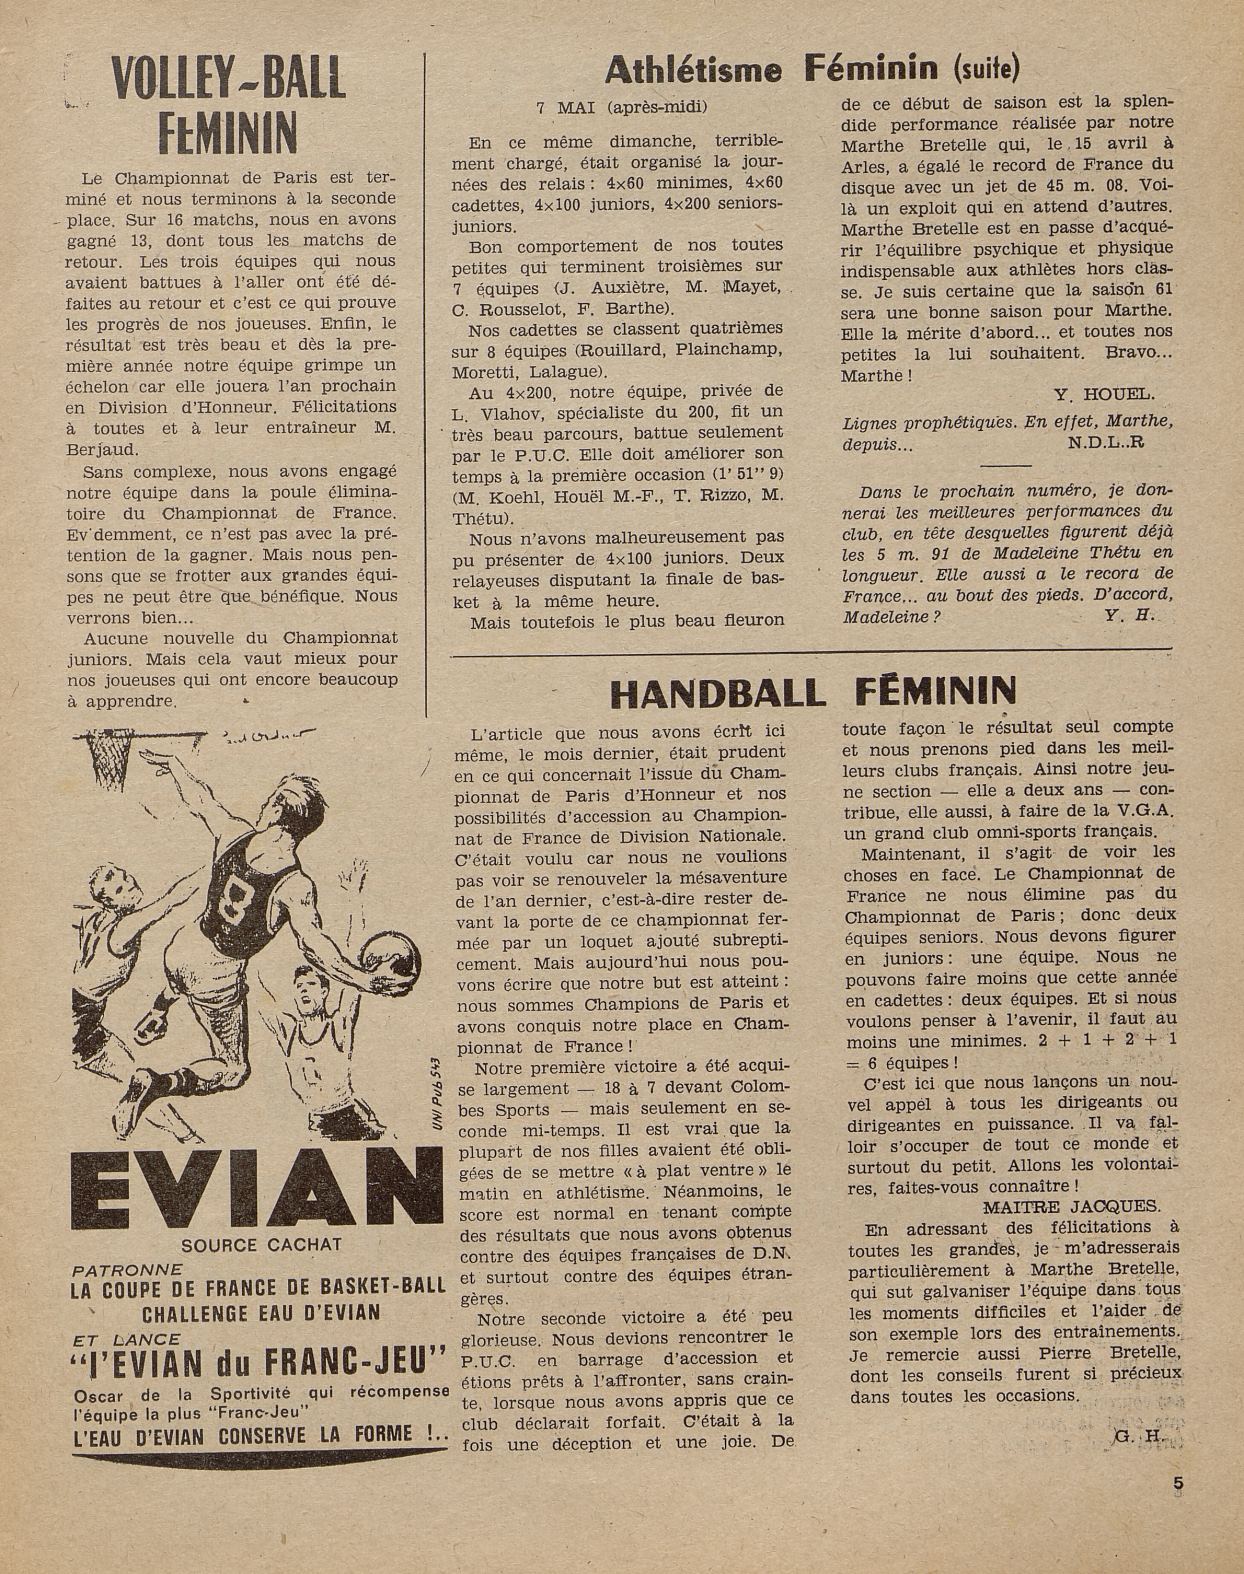 VOLLEY-BALL
FÉMININ
Le Championnat de Paris est ter-
miné et nous terminons à la seconde
place. Sur 16 matchs, nous en avons
gagné 13, dont tous les matchs de
retour. Les trois équipes qui nous
avaient battues à l'aller ont été dé-
faites au retour et c'est ce qui prouve
les progrès de nos joueuses. Enfin, le
résultat est très beau et dès la pre-
mière année notre équipe grimpe un
échelon car elle jouera l'an prochain
en Division d'Honneur. Félicitations
à toutes et à leur entraîneur M.
Berjaud.
Sans complexe, nous avons engagé
notre équipe dans la poule élimina-
toire du Championnat de France.
Ev'demment, ce n'est pas avec la pré-
tention de la gagner. Mais nous pen-
sons que se frotter aux grandes équi-
pes ne peut être que bénéfique. Nous
verrons bien...
Aucune nouvelle du Championnat
juniors. Mais cela vaut mieux pour
nos joueuses qui ont encore beaucoup
à apprendre.
8
UNI PUB 543
EVIAN
SOURCE CACHAT
PATRONNE
LA COUPE DE FRANCE DE BASKET-BALL
CHALLENGE EAU D'EVIAN
ET LANCE
"l'EVIAN du FRANC-JEU"
Oscar de la Sportivité qui récompense
l'équipe la plus "Franc-Jeu"
L'EAU D'EVIAN CONSERVE LA FORME !..
Athlétisme Féminin (suite)
7 MAI (après-midi)
En ce même dimanche, terrible-
ment chargé, était organisé la jour-
nées des relais : 4×60 minimes, 4×60
cadettes, 4×100 juniors, 4×200 seniors-
juniors.
Bon comportement de nos toutes
petites qui terminent troisièmes sur
7 équipes (J. Auxiètre, M. Mayet,
C. Rousselot, F. Barthe).
Nos cadettes se classent quatrièmes
sur 8 équipes (Rouillard, Plainchamp,
Moretti, Lalague).
Au 4×200, notre équipe, privée de
L. Vlahov, spécialiste du 200, fit un
très beau parcours, battue seulement
par le P.U.C. Elle doit améliorer son
temps à la première occasion (1' 51'' 9)
(M. Koehl, Houël M.-F., T. Rizzo, M.
Thétu).
Nous n'avons malheureusement pas
pu présenter de 4×100 juniors. Deux
relayeuses disputant la finale de bas-
ket à la même heure.
Mais toutefois le plus beau fleuron
de ce début de saison est la splen-
dide performance réalisée par notre
Marthe Bretelle qui, le 15 avril à
Arles, a égalé le record de France du
disque avec un jet de 45 m. 08. Voi-
là un exploit qui en attend d'autres.
Marthe Bretelle est en passe d'acqué-
rir l'équilibre psychique et physique
indispensable aux athlètes hors clas-
se. Je suis certaine que la saison 61
sera une bonne saison pour Marthe.
Elle la mérite d'abord... et toutes nos
petites la lui souhaitent. Bravo...
Marthe !
Y. HOUEL.
Lignes prophétiques. En effet, Marthe,
depuis... N.D.L..R
Dans le prochain numéro, je don-
nerai les meilleures performances du
club, en tête desquelles figurent déjà
les 5 m. 91 de Madeleine Thétu en
longueur. Elle aussi a le record de
France... au bout des pieds. D'accord,
Madeleine ? Y. H.
HANDBALL FÉMININ
L'article que nous avons écrit ici
même, le mois dernier, était prudent
en ce qui concernait l'issue du Cham-
pionnat de Paris d'Honneur et nos
possibilités d'accession au Champion-
nat de France de Division Nationale.
C'était voulu car nous ne voulions
pas voir se renouveler la mésaventure
de l'an dernier, c'est-à-dire rester de-
vant la porte de ce championnat fer-
mée par un loquet ajouté subrepti-
cement. Mais aujourd'hui nous pou-
vons écrire que notre but est atteint :
nous sommes Champions de Paris et
avons conquis notre place en Cham-
pionnat de France !
Notre première victoire a été acqui-
se largement — 18 à 7 devant Colom-
bes Sports — mais seulement en se-
conde mi-temps. Il est vrai que la
plupart de nos filles avaient été obli-
gées de se mettre « à plat ventre » le
matin en athlétisme. Néanmoins, le
score est normal en tenant compte
des résultats que nous avons obtenus
contre des équipes françaises de D.N.
et surtout contre des équipes étran-
gères.
Notre seconde victoire a été peu
glorieuse. Nous devions rencontrer le
P.U.C. en barrage d'accession et
étions prêts à l'affronter, sans crain-
te, lorsque nous avons appris que ce
club déclarait forfait. C'était à la
fois une déception et une joie. De
toute façon le résultat seul compte
et nous prenons pied dans les meil-
leurs clubs français. Ainsi notre jeu-
ne section — elle a deux ans — con-
tribue, elle aussi, à faire de la V.G.A.
un grand club omni-sports français.
Maintenant, il s'agit de voir les
choses en face. Le Championnat de
France ne nous élimine pas du
Championnat de Paris ; donc deux
équipes seniors. Nous devons figurer
en juniors : une équipe. Nous ne
pouvons faire moins que cette année
en cadettes : deux équipes. Et si nous
voulons penser à l'avenir, il faut au
moins une minimes. 2 + 1 + 2 + 1
= 6 équipes !
C'est ici que nous lançons un nou-
vel appel à tous les dirigeants ou
dirigeantes en puissance. Il va fal-
loir s'occuper de tout ce monde et
surtout du petit. Allons les volontai-
res, faites-vous connaître !
MAITRE JACQUES.
En adressant des félicitations à
toutes les grandes, je m'adresserais
particulièrement à Marthe Bretelle,
qui sut galvaniser l'équipe dans tous
les moments difficiles et l'aider de
son exemple lors des entraînements.
Je remercie aussi Pierre Bretelle,
dont les conseils furent si précieux
dans toutes les occasions.
G. H.
5